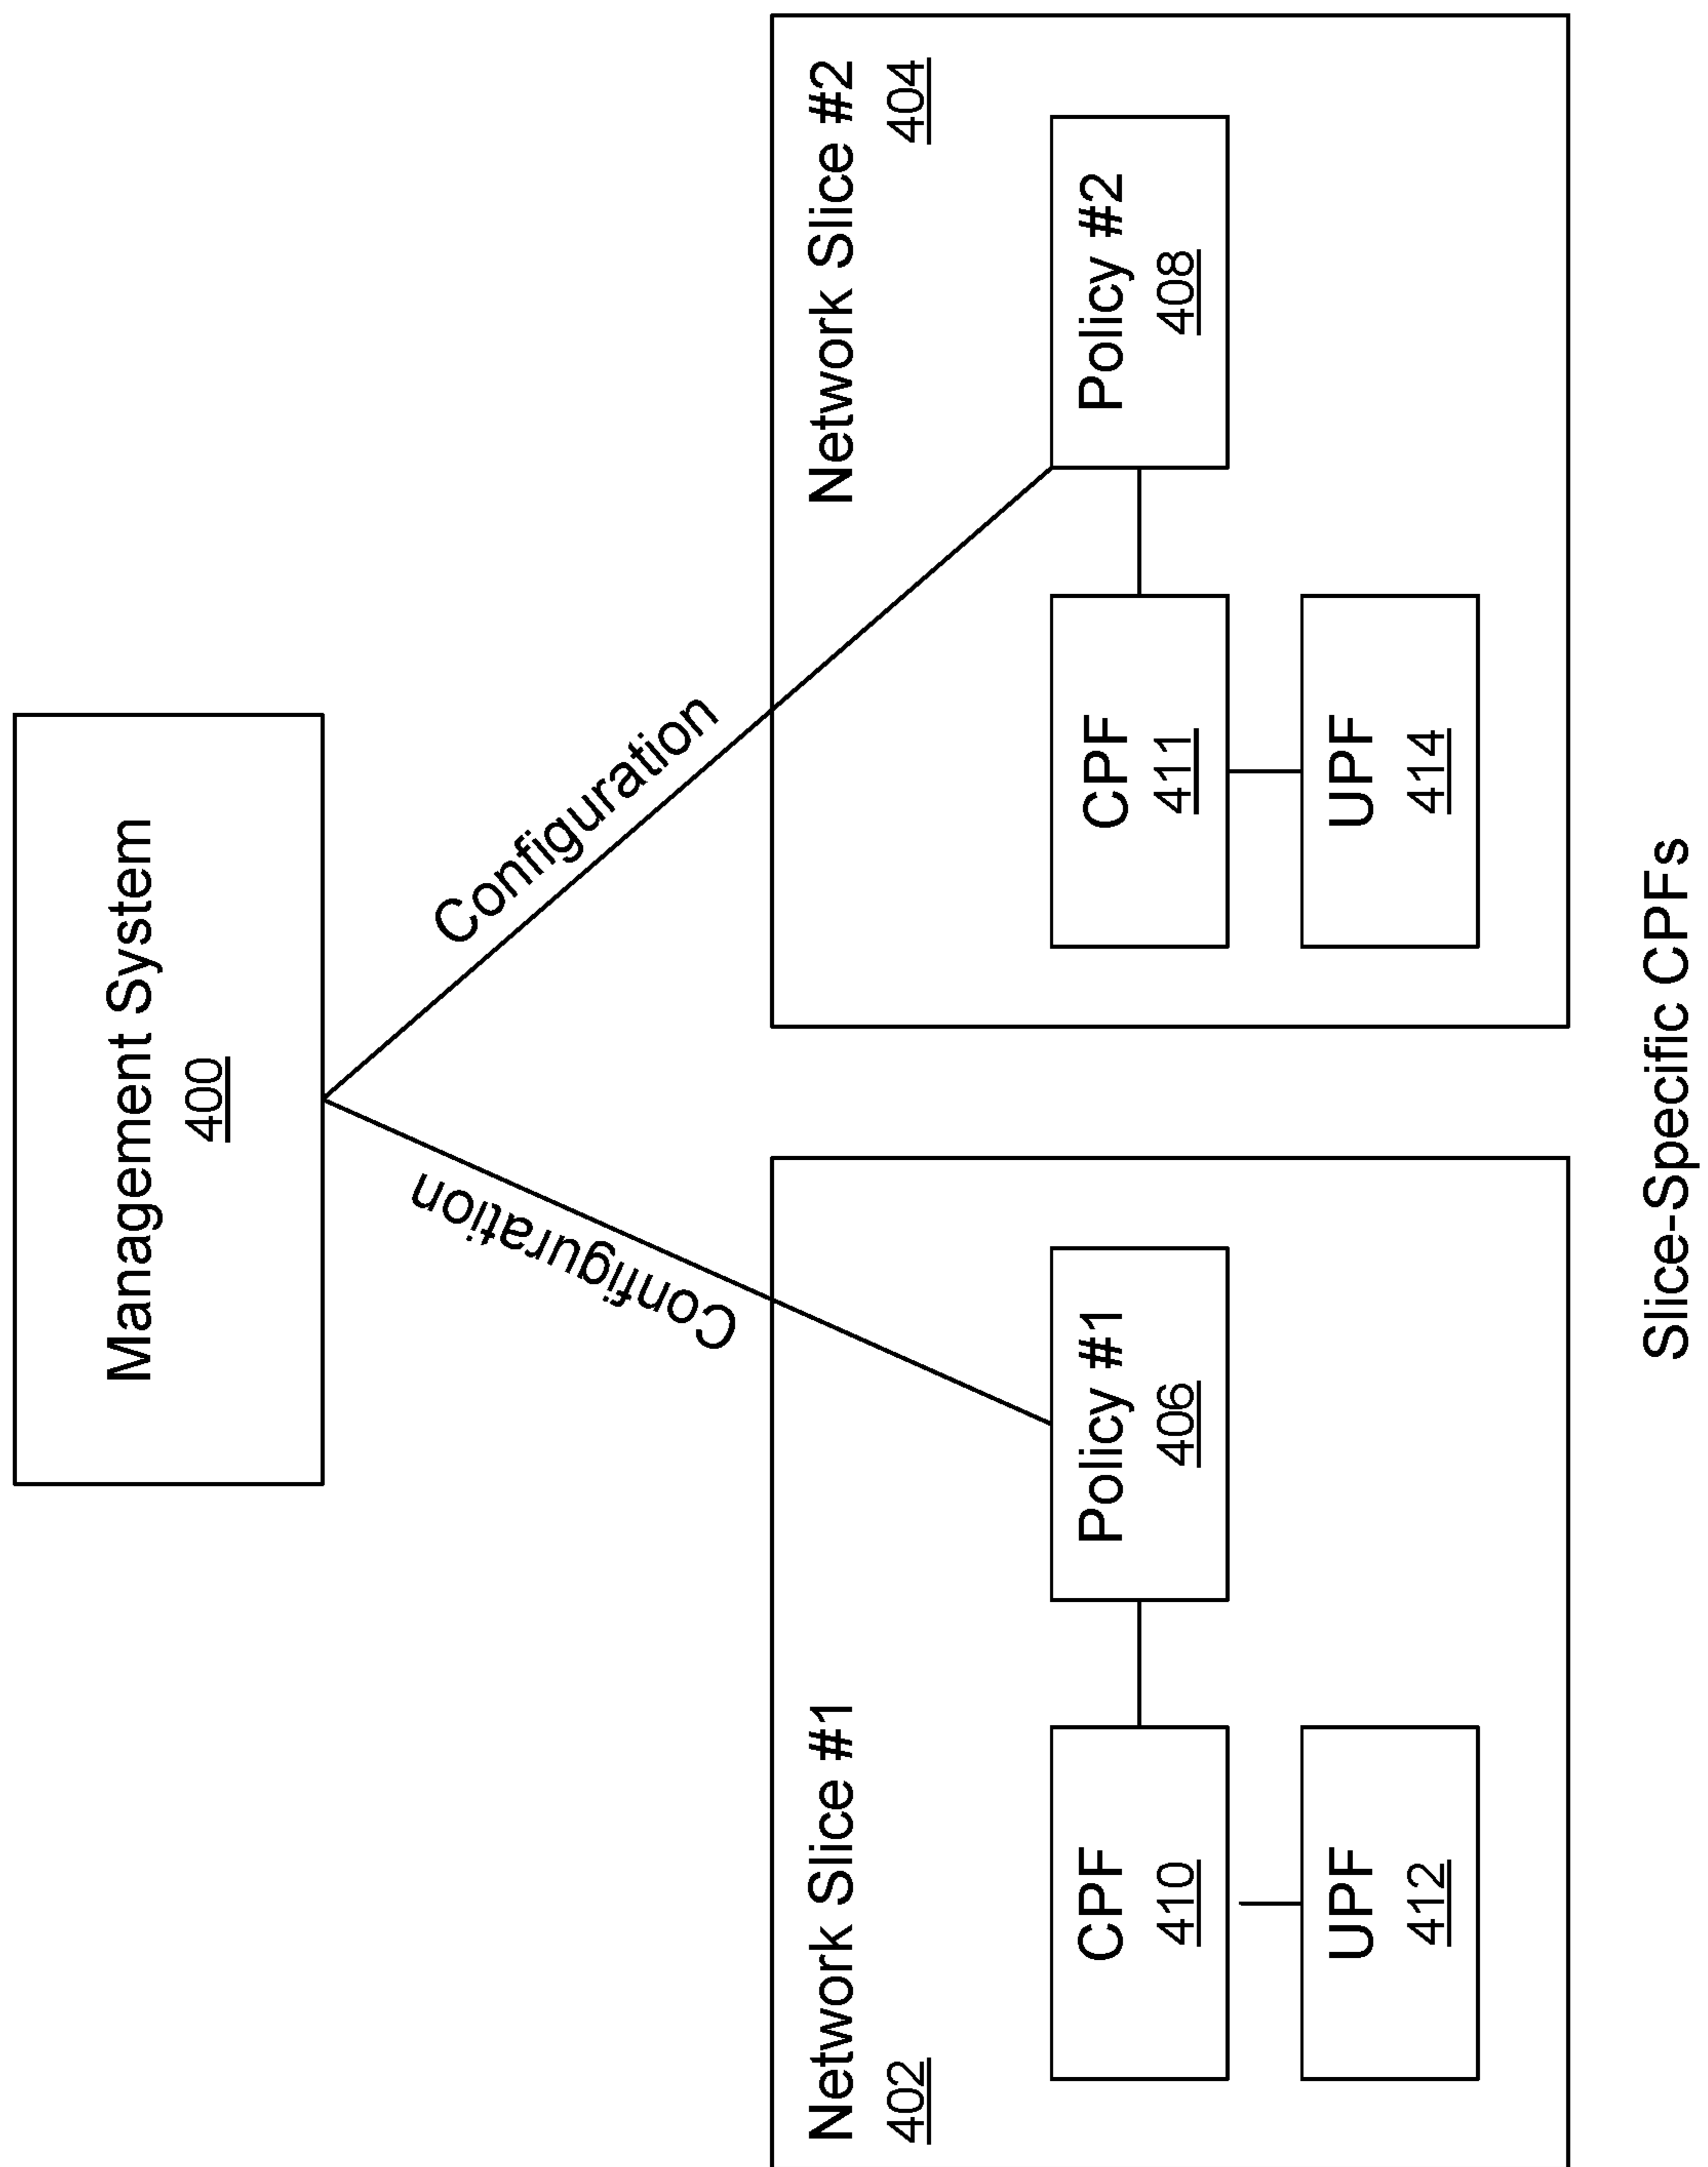 Management System
400
Configuration
Configuration
Network Slice #1
402
Policy #1
406
CPF
410
UPF
412
Network Slice #2
404
Policy #2
408
CPF
411
UPF
414
Slice-Specific CPFs